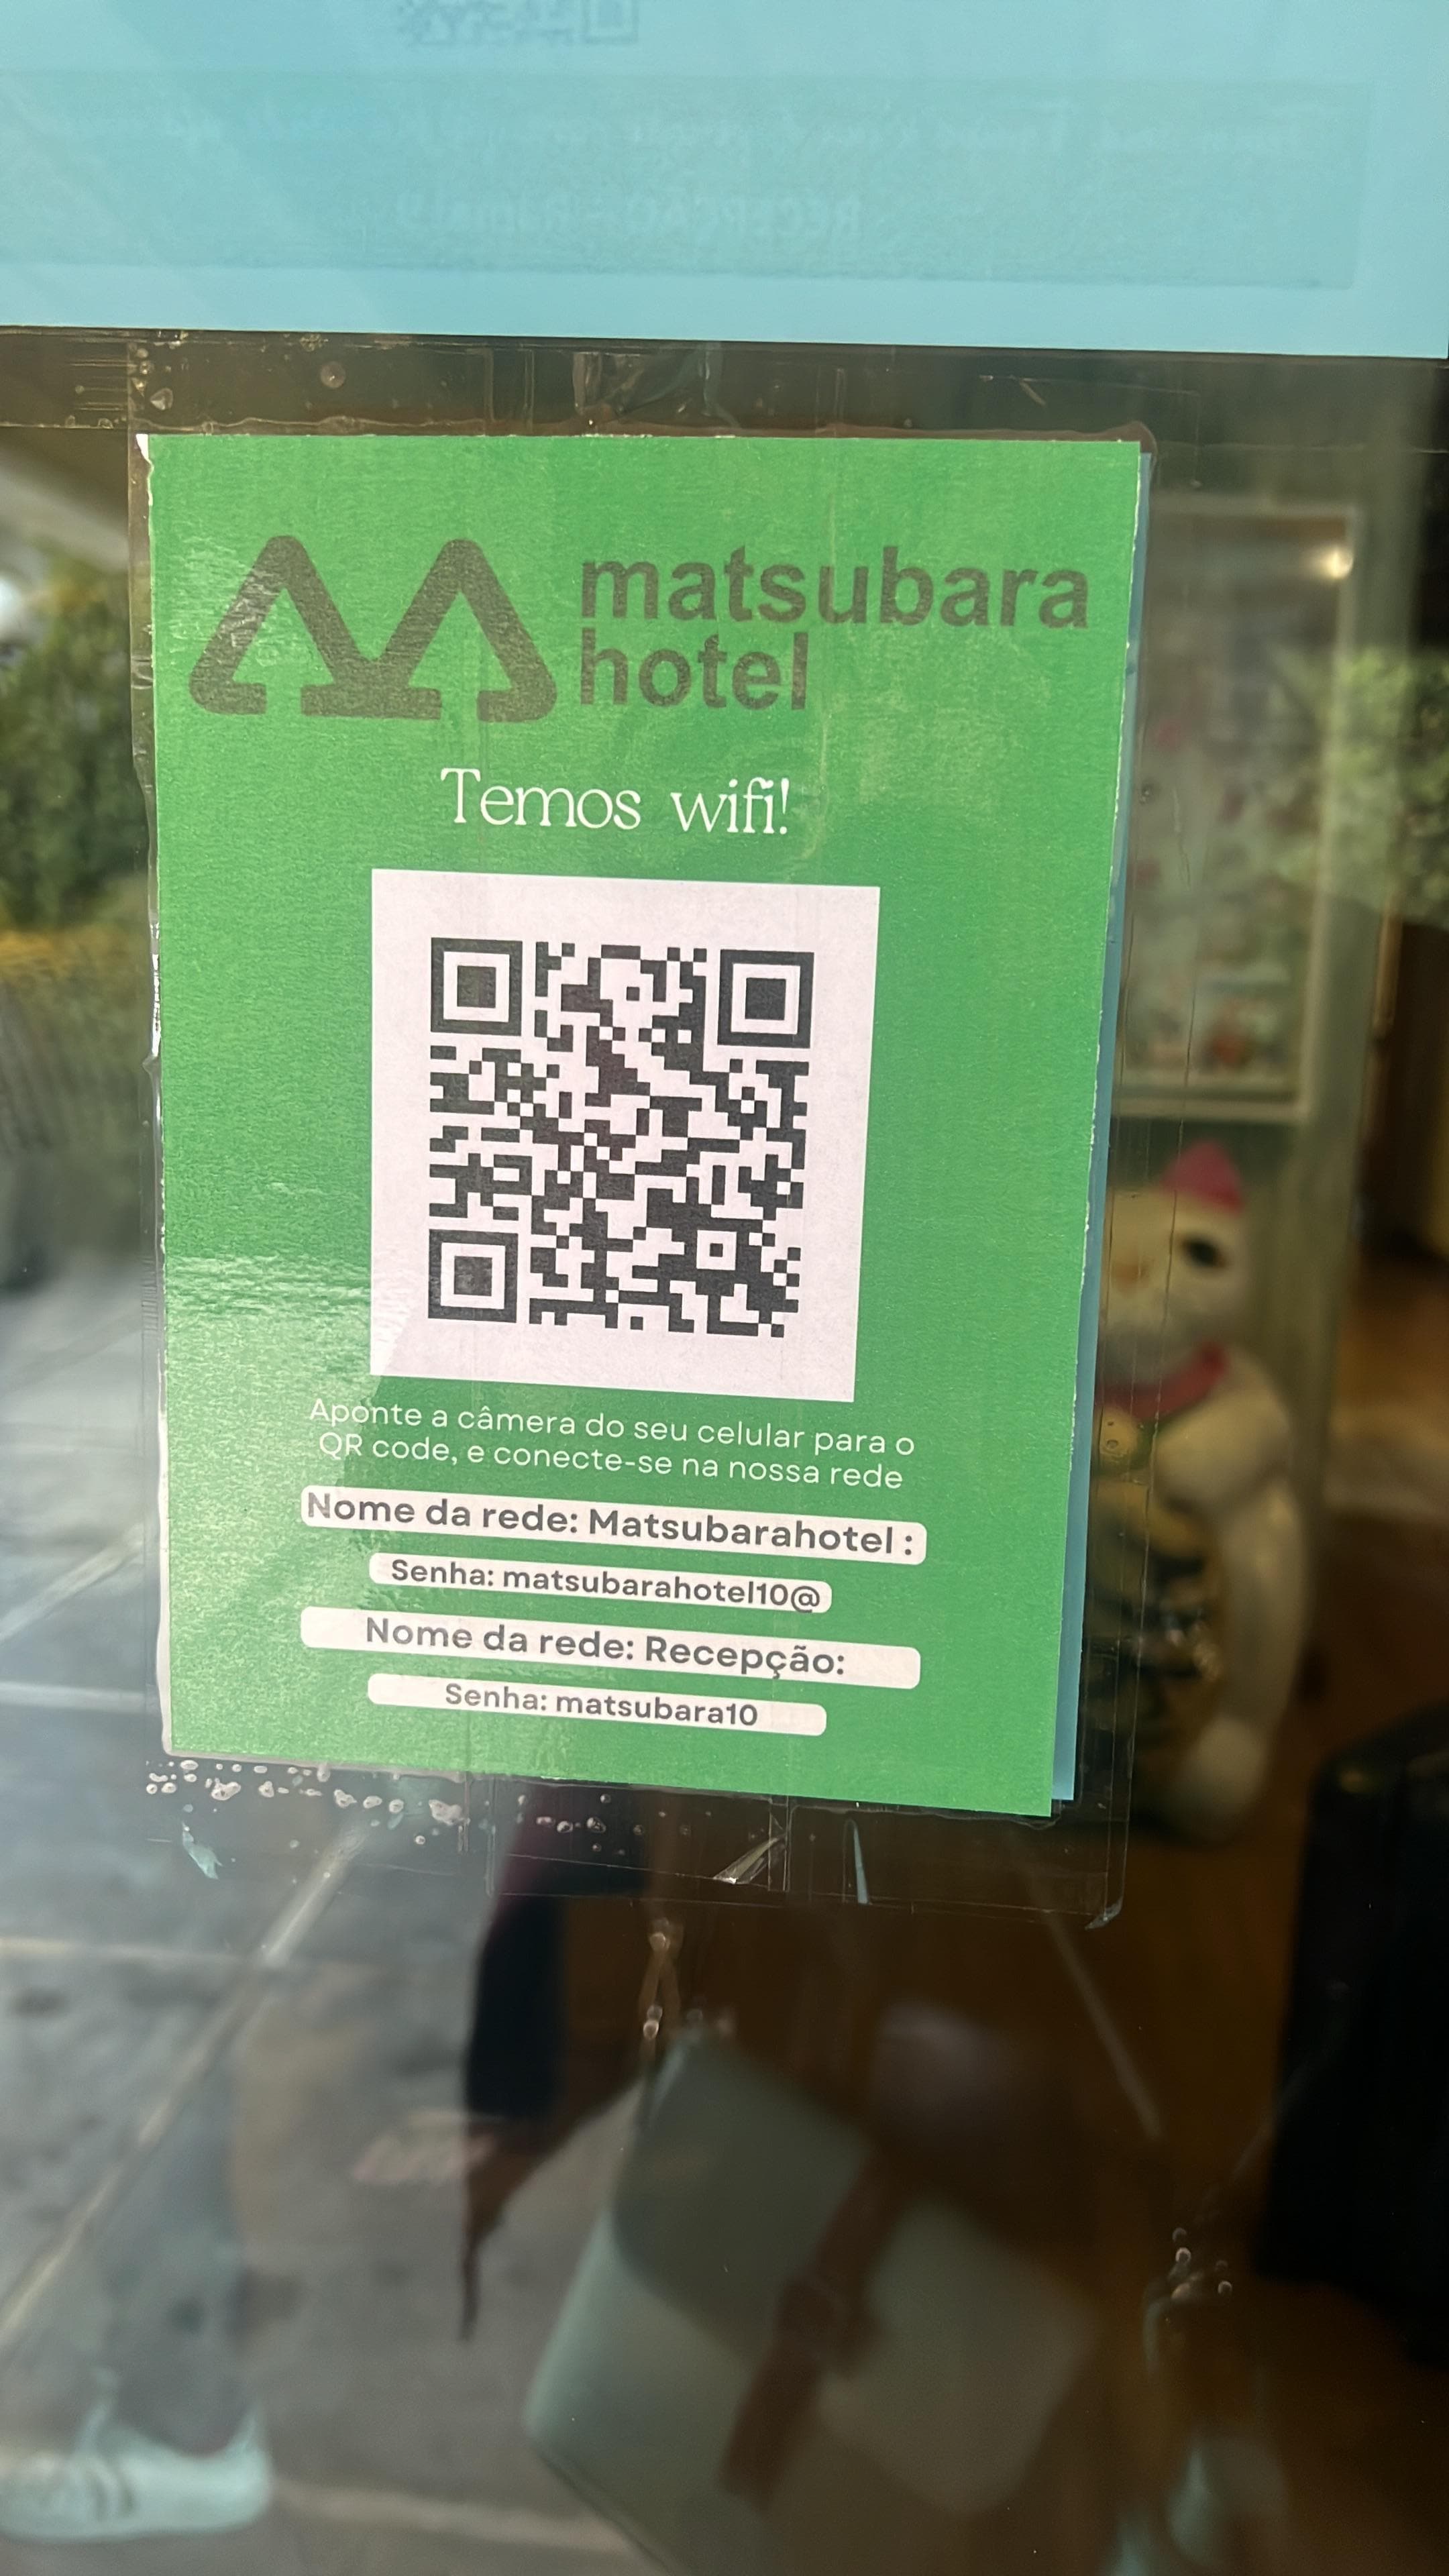 matsubara
hotel
Temos wifi!
Aponte a câmera do seu celular para o
QR code, e conecte-se na nossa rede
Nome da rede: Matsubarahotel :
Senha: matsubarahotel10@
Nome da rede: Recepção:
Senha: matsubara10